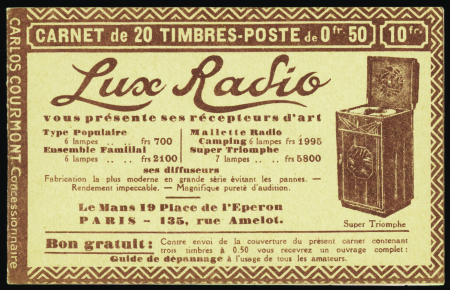 CARNET de 20 TIMBRES-POSTE de 0fr.50 10fr.
CARLOS COURMONT. Concessionnaire
Lux Radio
vous présente ses récepteurs d'art
Type Populaire
6 lampes .. .. frs 700
Ensemble Familial
6 lampes .. .. frs 2100
Mallette Radio
Camping 6 lampes frs 1995
Super Triomphe
7 lampes .. .. frs 5800
ses diffuseurs
Fabrication la plus moderne en grande série évitant les pannes. —
Rendement impeccable. — Magnifique pureté d'audition.
Le Mans 19 Place de l'Eperon
PARIS - 135, rue Amelot.
Super Triomphe
Bon gratuit: Contre envoi de la couverture du présent carnet contenant
trois timbres à 0.50 vous recevrez un ouvrage complet:
Guide de dépannage à l'usage de tous les amateurs.